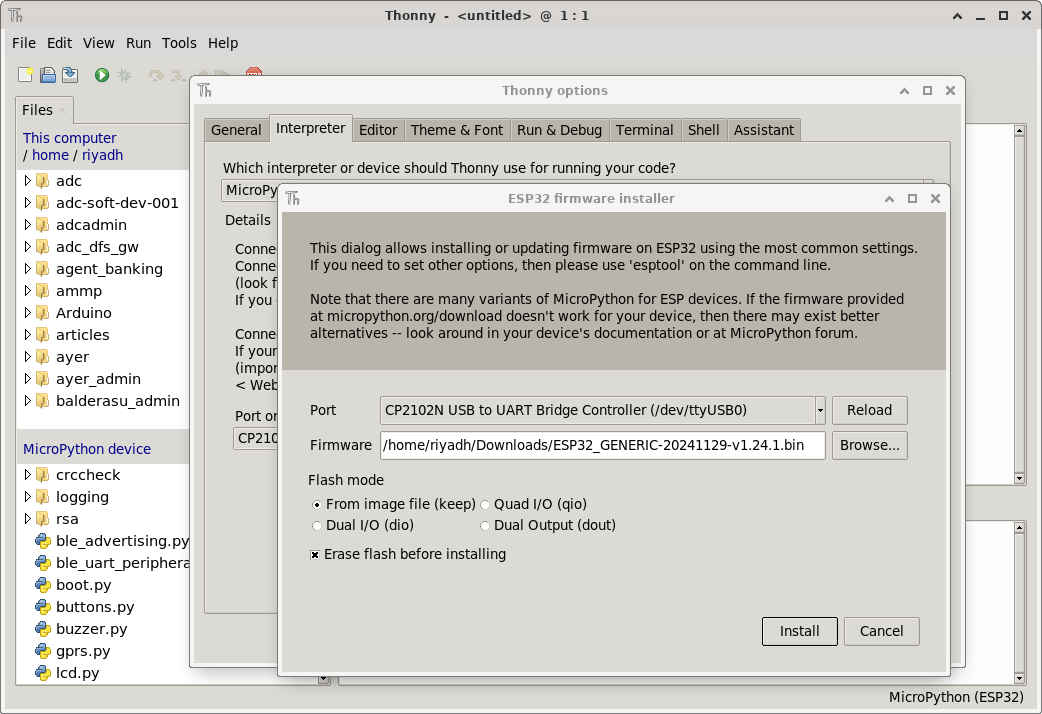 Thonny - <untitled> @ 1 : 1
File Edit View Run Tools Help
Files
This computer
/ home / riyadh
adc
adc-soft-dev-001
adcadmin
adc_dfs_gw
agent_banking
ammp
Arduino
articles
ayer
ayer_admin
balderasu_admin
MicroPython device
crccheck
logging
rsa
ble_advertising.py
ble_uart_periphera
boot.py
buttons.py
buzzer.py
gprs.py
lcd.py
Thonny options
General Interpreter Editor Theme & Font Run & Debug Terminal Shell Assistant
Which interpreter or device should Thonny use for running your code?
MicroPy
Details
Conne
Conne
(look f
If you
Conne
If your
(impor
< Web
Port or
CP210
ESP32 firmware installer
This dialog allows installing or updating firmware on ESP32 using the most common settings.
If you need to set other options, then please use 'esptool' on the command line.
Note that there are many variants of MicroPython for ESP devices. If the firmware provided
at micropython.org/download doesn't work for your device, then there may exist better
alternatives -- look around in your device's documentation or at MicroPython forum.
Port CP2102N USB to UART Bridge Controller (/dev/ttyUSB0) Reload
Firmware /home/riyadh/Downloads/ESP32_GENERIC-20241129-v1.24.1.bin Browse...
Flash mode
From image file (keep) Quad I/O (qio)
Dual I/O (dio) Dual Output (dout)
Erase flash before installing
Install Cancel
MicroPython (ESP32)